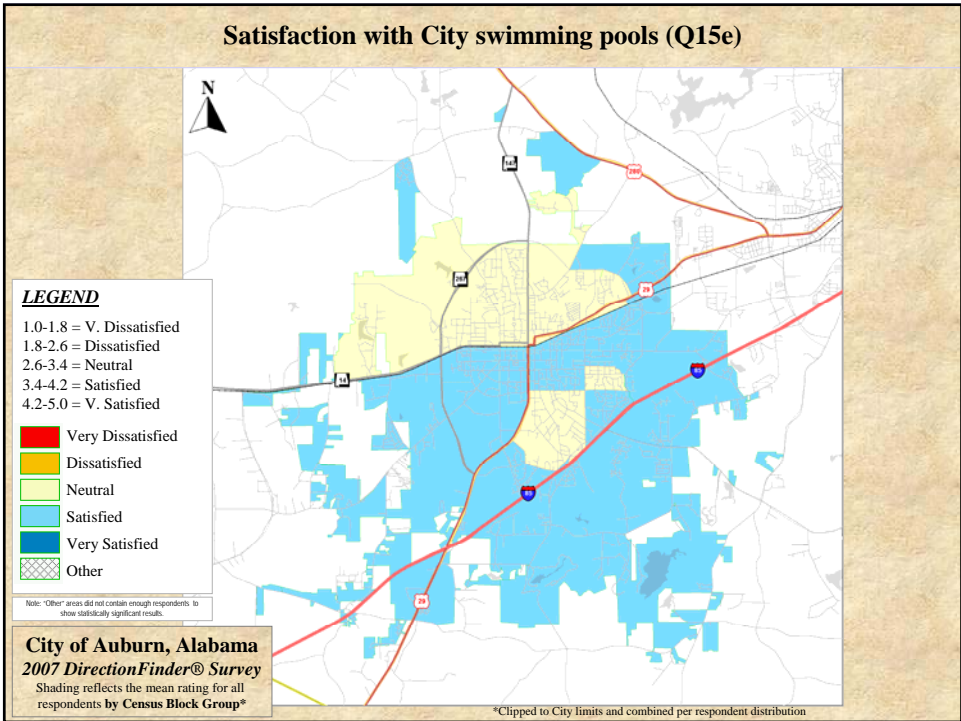 Satisfaction with City swimming pools (Q15e)
N
147
280
267
29
14
85
85
29
LEGEND
1.0-1.8 = V. Dissatisfied
1.8-2.6 = Dissatisfied
2.6-3.4 = Neutral
3.4-4.2 = Satisfied
4.2-5.0 = V. Satisfied
Very Dissatisfied
Dissatisfied
Neutral
Satisfied
Very Satisfied
Other
Note: "Other" areas did not contain enough respondents to
show statistically significant results.
City of Auburn, Alabama
2007 DirectionFinder® Survey
Shading reflects the mean rating for all
respondents by Census Block Group*
*Clipped to City limits and combined per respondent distribution